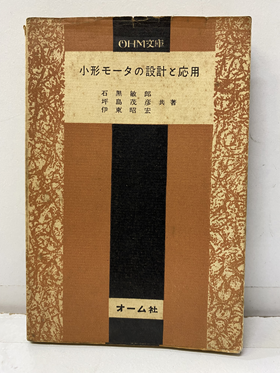 OHM文庫
小形モータの設計と応用
石黒敏郎
坪島茂彦 共著
伊東昭宏
オーム社